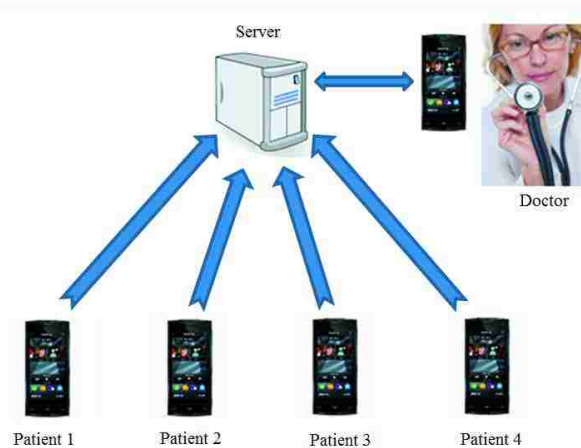 Server
Doctor
Patient 1
Patient 2
Patient 3
Patient 4